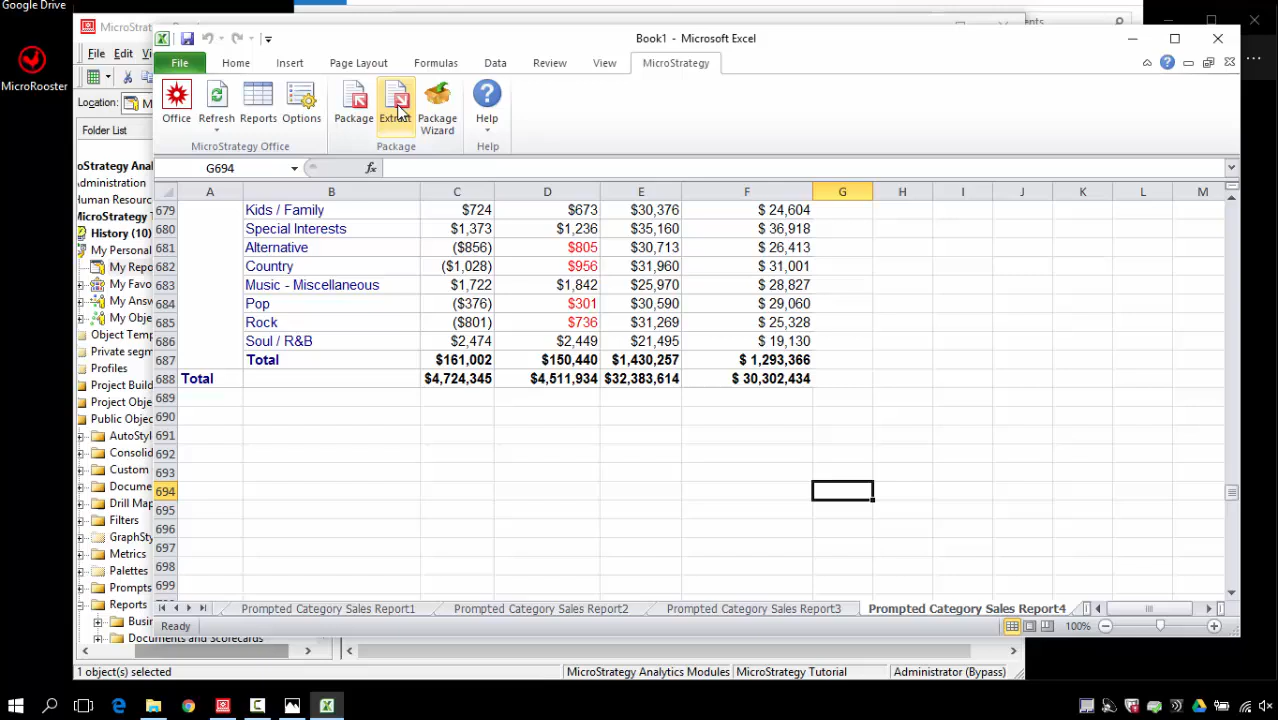 Google Drive
MicroRooster
MicroStrategy
File Edit
Location: M
Folder List
oStrategy Ana
dministration
Human Resourc
MicroStrategy T
History (10)
My Personal
My Repo
My Favo
My Answ
My Obje
Object Temp
Private segm
Profiles
Project Build
Project Obje
Public Objec
AutoStyl
Consolid
Custom
Docume
Drill Map
Filters
GraphSty
Metrics
Palettes
Prompts
Reports
Busin
Documents and Scorecards
1 object(s) selected
MicroStrategy Analytics Modules
MicroStrategy Tutorial
Administrator (Bypass)
Book1 - Microsoft Excel
File Home Insert Page Layout Formulas Data Review View MicroStrategy
Office Refresh Reports Options Package Extract Package Wizard Help
MicroStrategy Office Package Help
G694 fx
A B C D E F G H I J K L M
679 Kids / Family $724 $673 $30,376 $ 24,604
680 Special Interests $1,373 $1,236 $35,160 $ 36,918
681 Alternative ($856) $805 $30,713 $ 26,413
682 Country ($1,028) $956 $31,960 $ 31,001
683 Music - Miscellaneous $1,722 $1,842 $25,970 $ 28,827
684 Pop ($376) $301 $30,590 $ 29,060
685 Rock ($801) $736 $31,269 $ 25,328
686 Soul / R&B $2,474 $2,449 $21,495 $ 19,130
687 Total $161,002 $150,440 $1,430,257 $ 1,293,366
688 Total $4,724,345 $4,511,934 $32,383,614 $ 30,302,434
689
690
691
692
693
694
695
696
697
698
699
Prompted Category Sales Report1 Prompted Category Sales Report2 Prompted Category Sales Report3 Prompted Category Sales Report4
Ready 100%